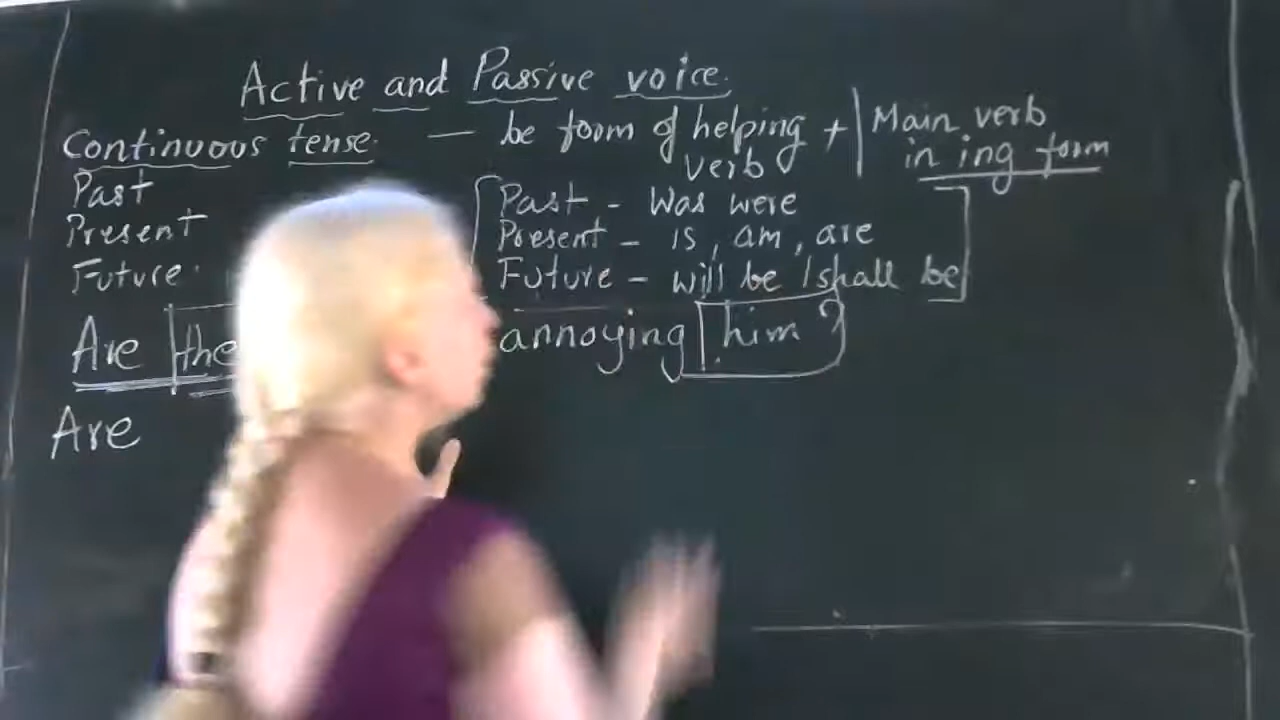 Active and Passive voice.
Continuous tense. — be form of helping verb + | Main verb in ing form
Past
Present
Future.
Past - Was were
Present - is, am, are
Future - will be / shall be
Are annoying him?
Are